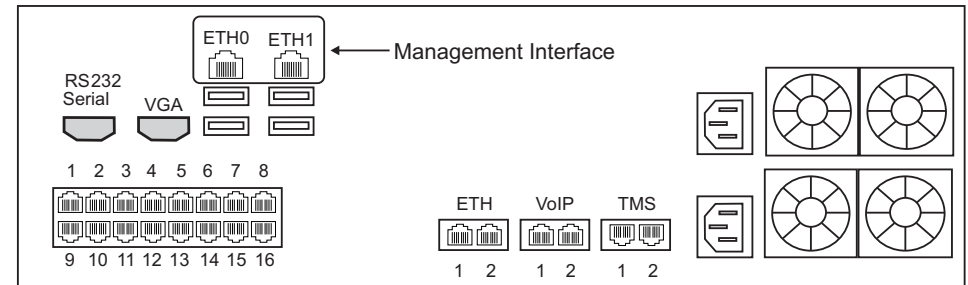 ETH0 ETH1
Management Interface
RS232
Serial
VGA
1 2 3 4 5 6 7 8
9 10 11 12 13 14 15 16
ETH VoIP TMS
1 2 1 2 1 2